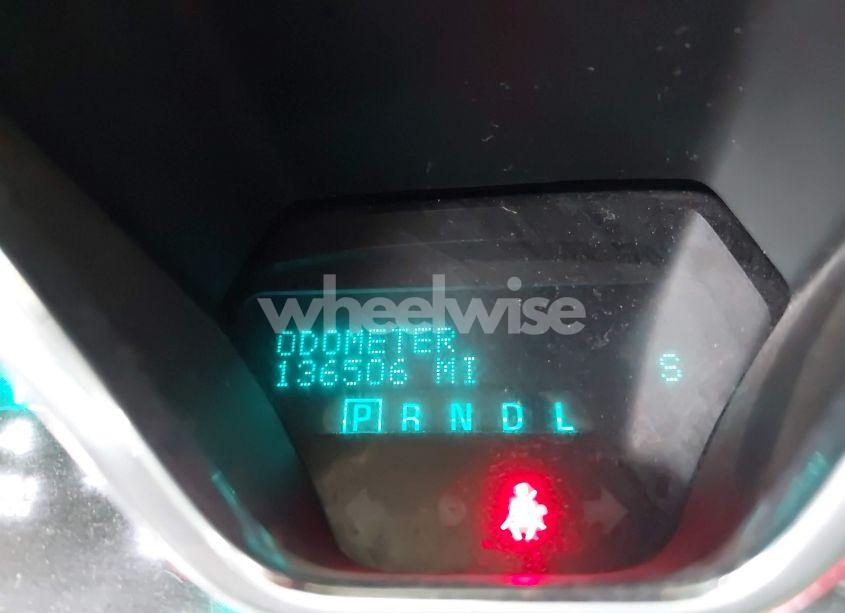 wheelwise
ODOMETER
136506 MI S
P R N D L